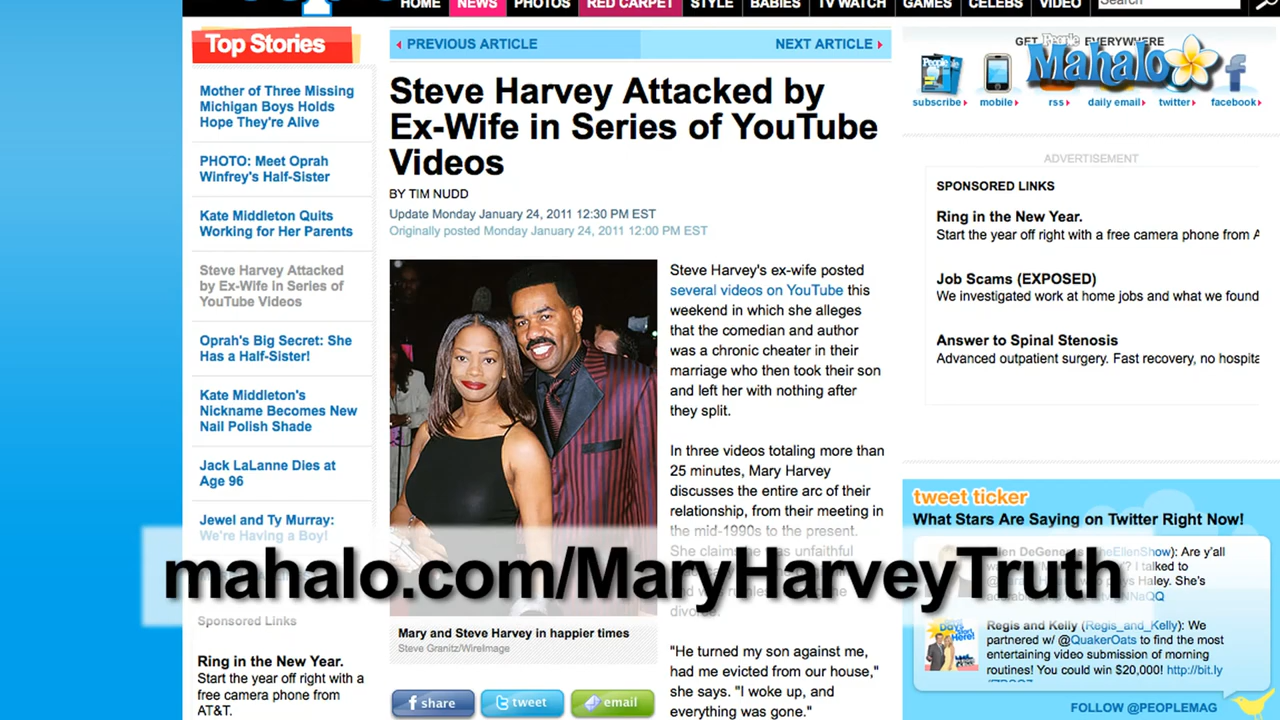 HOME NEWS PHOTOS RED CARPET STYLE BABIES TV WATCH GAMES CELEBS VIDEO Search
Top Stories
Mother of Three Missing
Michigan Boys Holds
Hope They're Alive
PHOTO: Meet Oprah
Winfrey's Half-Sister
Kate Middleton Quits
Working for Her Parents
Steve Harvey Attacked
by Ex-Wife in Series of
YouTube Videos
Oprah's Big Secret: She
Has a Half-Sister!
Kate Middleton's
Nickname Becomes New
Nail Polish Shade
Jack LaLanne Dies at
Age 96
Jewel and Ty Murray:
We're Having a Boy!
Sponsored Links
Ring in the New Year.
Start the year off right with a
free camera phone from
AT&T.
PREVIOUS ARTICLE
NEXT ARTICLE
Steve Harvey Attacked by
Ex-Wife in Series of YouTube
Videos
BY TIM NUDD
Update Monday January 24, 2011 12:30 PM EST
Originally posted Monday January 24, 2011 12:00 PM EST
Steve Harvey's ex-wife posted
several videos on YouTube this
weekend in which she alleges
that the comedian and author
was a chronic cheater in their
marriage who then took their son
and left her with nothing after
they split.
In three videos totaling more than
25 minutes, Mary Harvey
discusses the entire arc of their
relationship, from their meeting in
the mid-1990s to the present.
She claims he was unfaithful
divorce.
"He turned my son against me,
had me evicted from our house,"
she says. "I woke up, and
everything was gone."
Mary and Steve Harvey in happier times
Steve Granitz/WireImage
share
tweet
email
mahalo.com/MaryHarveyTruth
GET People EVERYWHERE
Mahalo
subscribe mobile rss daily email twitter facebook
ADVERTISEMENT
SPONSORED LINKS
Ring in the New Year.
Start the year off right with a free camera phone from
Job Scams (EXPOSED)
We investigated work at home jobs and what we found
Answer to Spinal Stenosis
Advanced outpatient surgery. Fast recovery, no
tweet ticker
What Stars Are Saying on Twitter Right Now!
TheEllenShow): Are y'all
I talked to
Haley. She's
Regis and Kelly (Regis_and_Kelly): We
partnered w/ @QuakerOats to find the most
entertaining video submission of morning
routines! You could win $20,000! http://bit.ly
FOLLOW @PEOPLEMAG